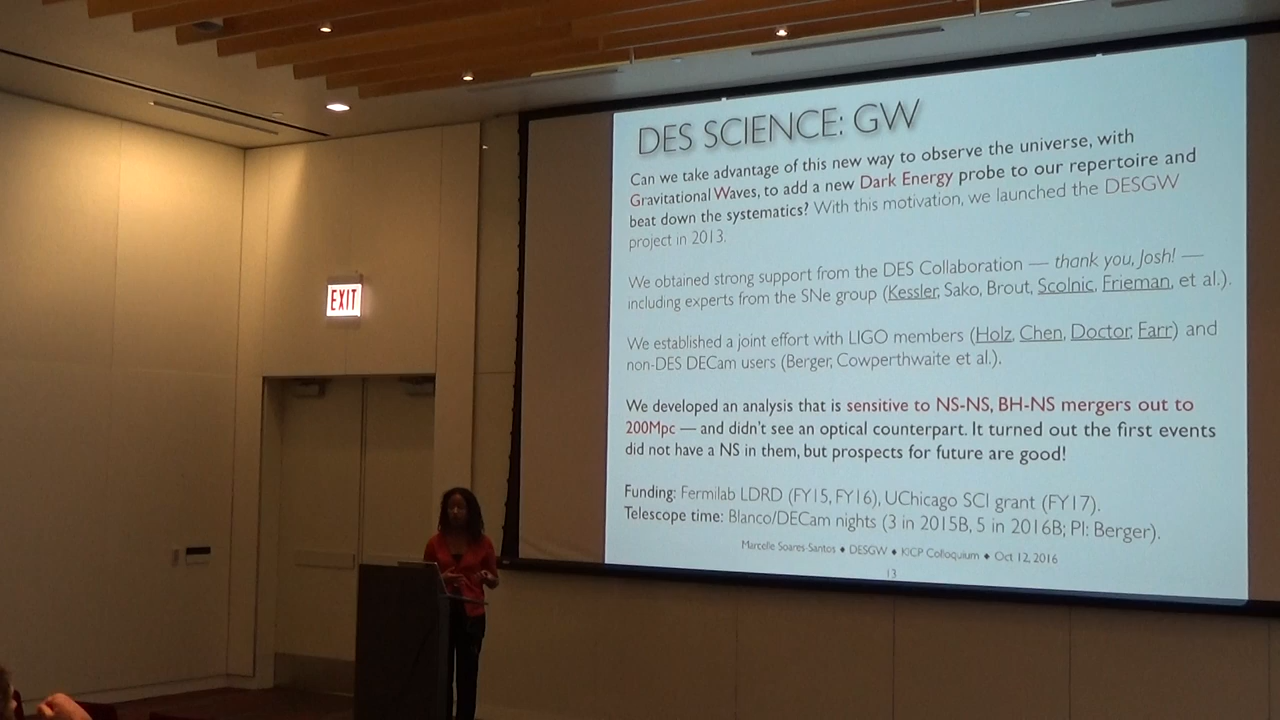 DES SCIENCE: GW
Can we take advantage of this new way to observe the universe, with
Gravitational Waves, to add a new Dark Energy probe to our repertoire and
beat down the systematics? With this motivation, we launched the DESGW
project in 2013.
We obtained strong support from the DES Collaboration — thank you, Josh! —
including experts from the SNe group (Kessler, Sako, Brout, Scolnic, Frieman, et al.).
We established a joint effort with LIGO members (Holz, Chen, Doctor, Farr) and
non-DES DECam users (Berger, Cowperthwaite et al.).
We developed an analysis that is sensitive to NS-NS, BH-NS mergers out to
200Mpc — and didn't see an optical counterpart. It turned out the first events
did not have a NS in them, but prospects for future are good!
Funding: Fermilab LDRD (FY15, FY16), UChicago SCI grant (FY17).
Telescope time: Blanco/DECam nights (3 in 2015B, 5 in 2016B; PI: Berger).
Marcelle Soares-Santos ♦ DESGW ♦ KICP Colloquium ♦ Oct 12, 2016
13
EXIT